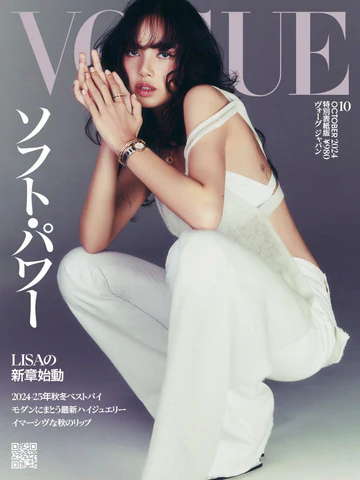 VOGUE
10
OCTOBER 2024
特別表紙版 ¥980
ヴォーグ ジャパン
ソフト・パワー
LISAの
新章始動
2024-25年秋冬ベストバイ
モダンにまとう最新ハイジュエリー
イマーシヴな秋のリップ